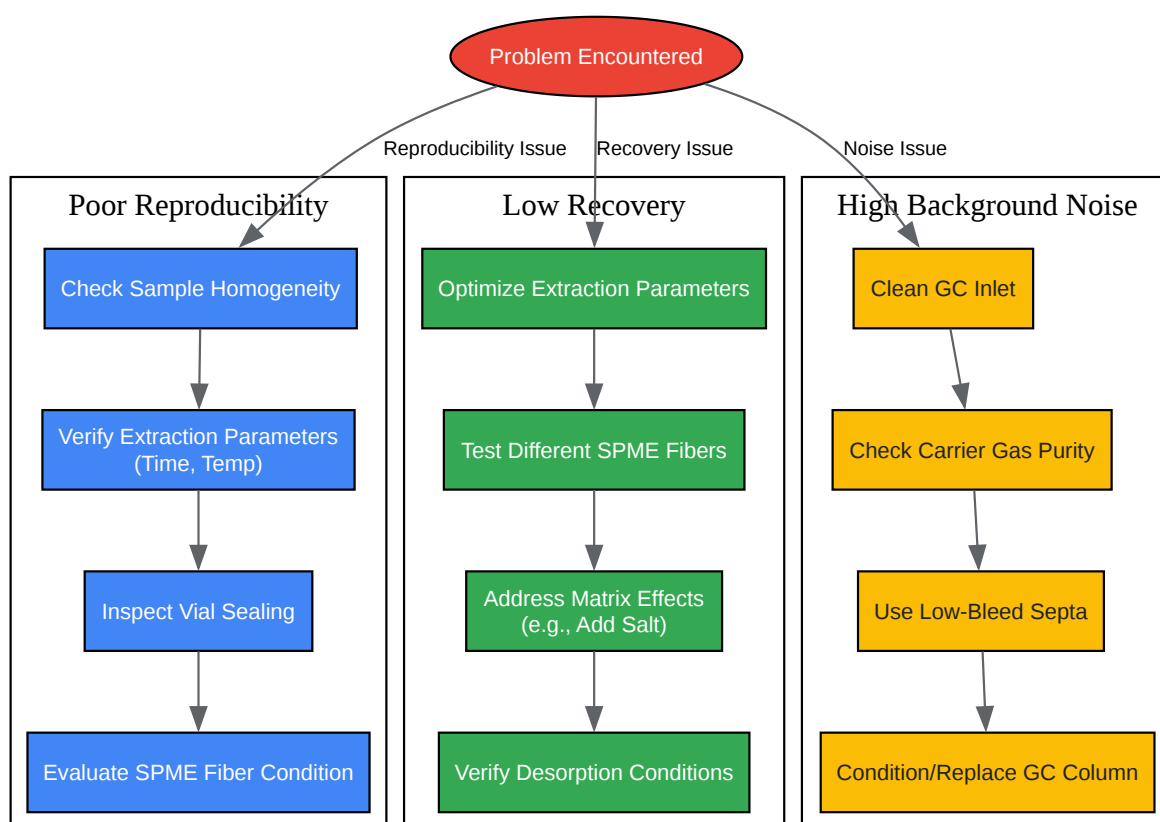 Problem Encountered
Reproducibility Issue
Recovery Issue
Noise Issue
Poor Reproducibility
Check Sample Homogeneity
Verify Extraction Parameters
(Time, Temp)
Inspect Vial Sealing
Evaluate SPME Fiber Condition
Low Recovery
Optimize Extraction Parameters
Test Different SPME Fibers
Address Matrix Effects
(e.g., Add Salt)
Verify Desorption Conditions
High Background Noise
Clean GC Inlet
Check Carrier Gas Purity
Use Low-Bleed Septa
Condition/Replace GC Column